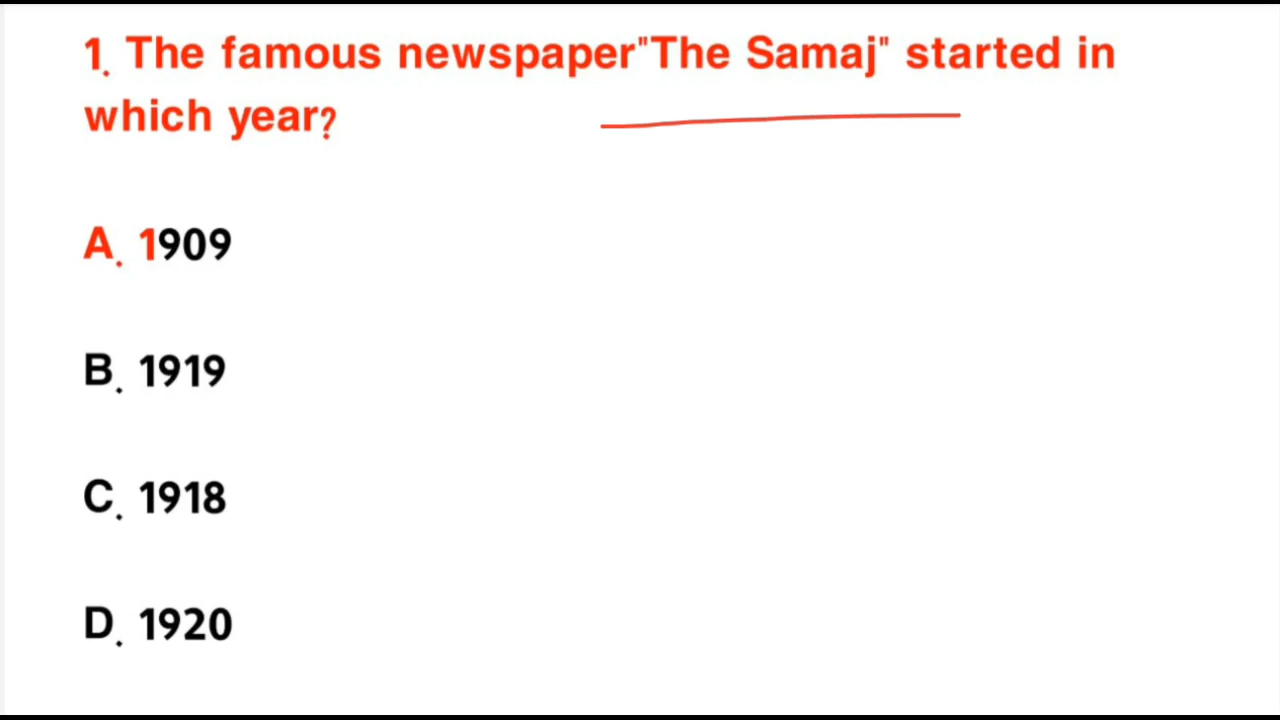 1. The famous newspaper"The Samaj" started in
which year?
A. 1909
B. 1919
C. 1918
D. 1920